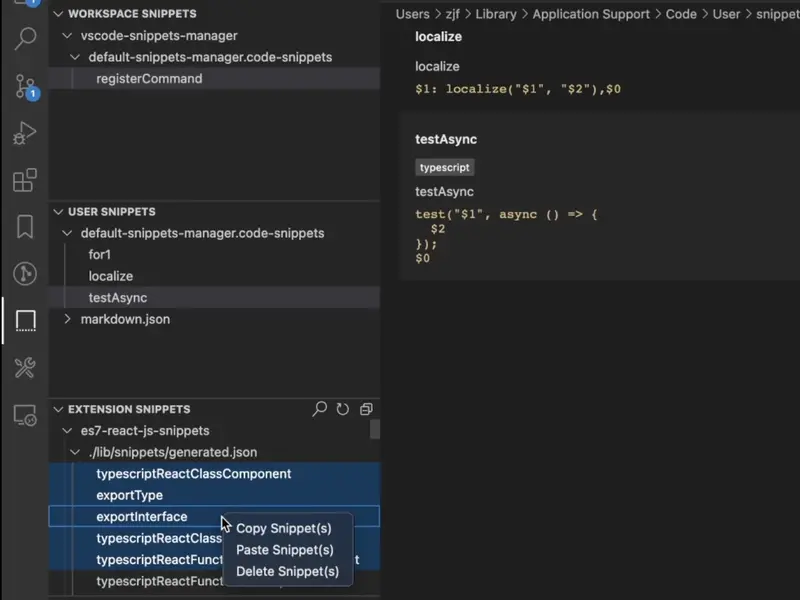 WORKSPACE SNIPPETS
vscode-snippets-manager
default-snippets-manager.code-snippets
registerCommand
1
USER SNIPPETS
default-snippets-manager.code-snippets
for1
localize
testAsync
markdown.json
EXTENSION SNIPPETS
es7-react-js-snippets
./lib/snippets/generated.json
typescriptReactClassComponent
exportType
exportInterface
typescriptReactClass
typescriptReactFunct t
typescriptReactFunct
Copy Snippet(s)
Paste Snippet(s)
Delete Snippet(s)
Users > zjf > Library > Application Support > Code > User > snippet
localize
localize
$1: localize("$1", "$2"),$0
testAsync
typescript
testAsync
test("$1", async () => {
$2
});
$0